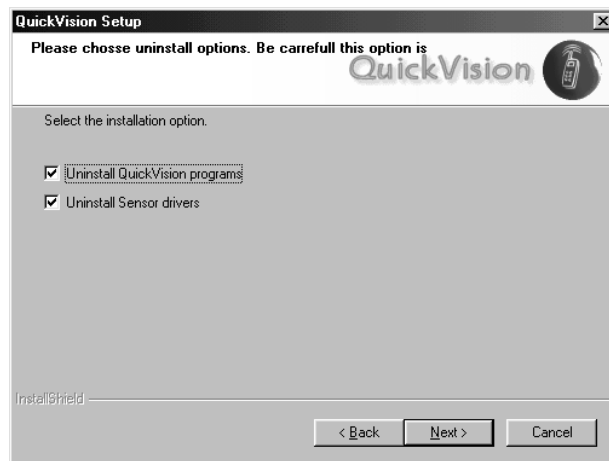 QuickVision Setup
Please chosse uninstall options. Be carrefull this option is
QuickVision
Select the installation option.
Uninstall QuickVision programs
Uninstall Sensor drivers
InstallShield
< Back Next > Cancel